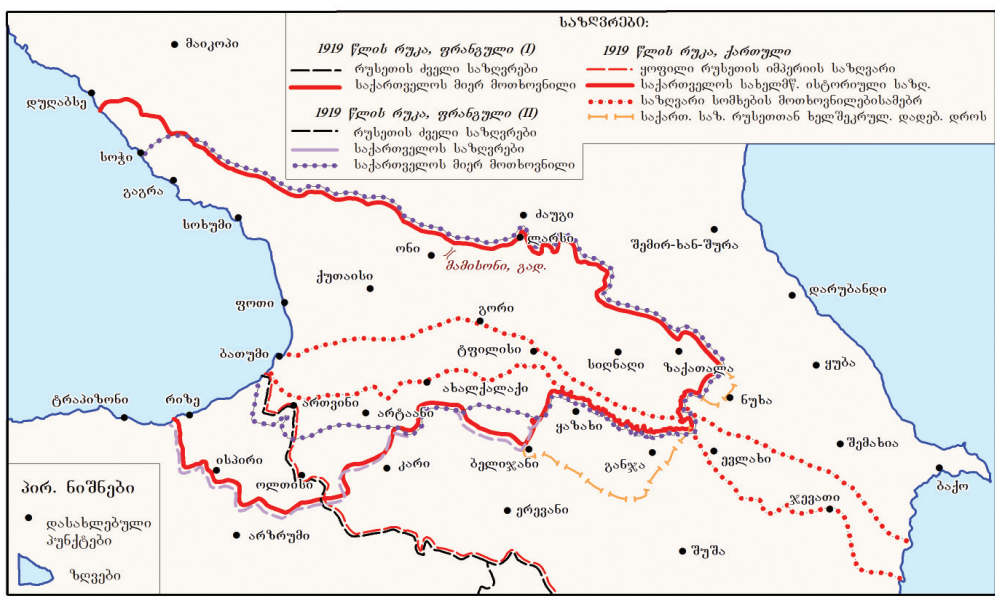 საზღვრები:
1919 წლის რუკა, ფრანგული (I)
რუსეთის ძველი საზღვრები
საქართველოს მიერ მოთხოვნილი
1919 წლის რუკა, ფრანგული (II)
რუსეთის ძველი საზღვრები
საქართველოს საზღვრები
საქართველოს მიერ მოთხოვნილი
1919 წლის რუკა, ქართული
ყოფილი რუსეთის იმპერიის საზღვარი
საქართველოს სახელმწ. ისტორიული საზღ.
საზღვარი სომხების მოთხოვნილებისამებრ
საქართ. საზ. რუსეთთან ხელშეკრულ. დადებ. დროს
მაიკოპი
დუღაბსე
სოჭი
გაგრა
სოხუმი
ძაუგი
ლარსი
ონი
მამისონი, გად.
შემირ-ხან-შურა
დარუბანდი
ქუთაისი
ფოთი
გორი
ბათუმი
ტფილისი
სიღნაღი
ზაქათალა
ყუბა
ნუხა
ტრაპიზონი
რიზე
ართვინი
არტაანი
ახალქალაქი
ყაზახი
ისპირი
ოლთისი
კარი
ბელიჯანი
განჯა
ევლახი
შემახია
ჯევათი
ბაქო
არზრუმი
ერევანი
შუშა
პირ. ნიშნები
დასახლებული
პუნქტები
ზღვები